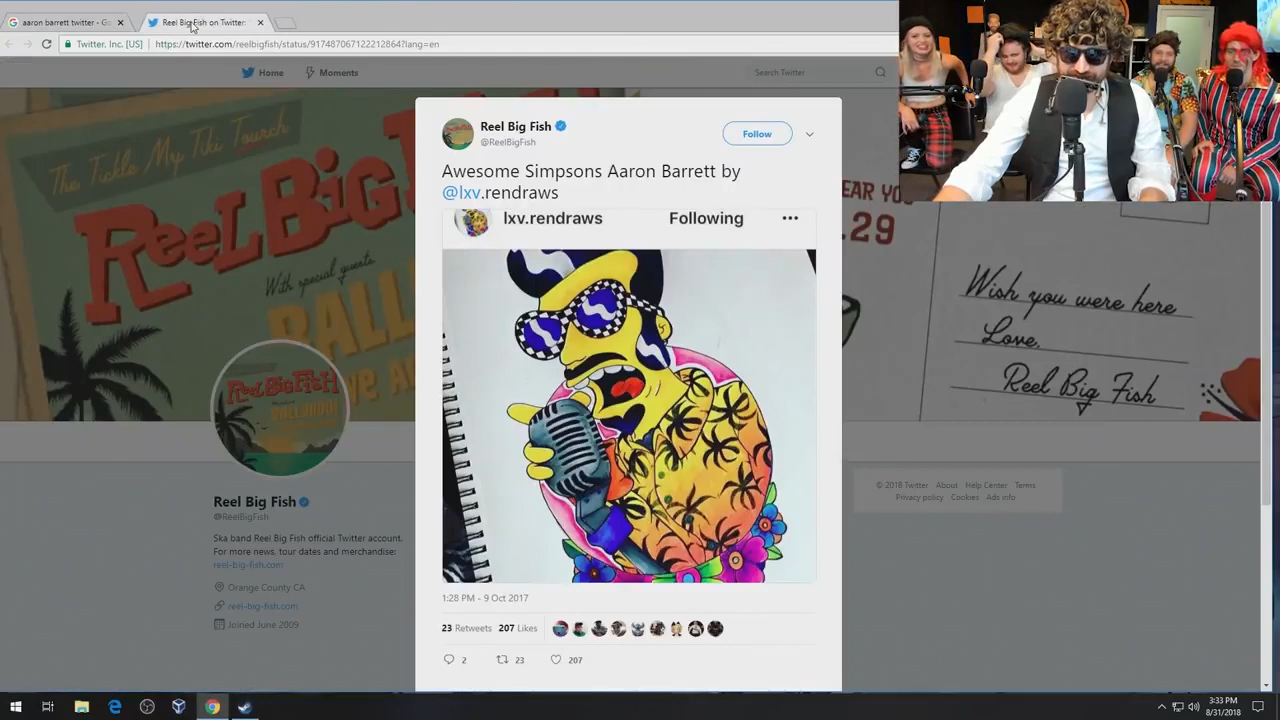 aaron barrett twitter - Go
Reel Big Fish on Twitter:
Twitter, Inc. [US]
https://twitter.com/reelbigfish/status/917487067122212864?lang=en
Home
Moments
Search Twitter
The Tickle My Tiki
REEL BIG
With special guests
BALL
Reel Big Fish
@ReelBigFish
Follow
Awesome Simpsons Aaron Barrett by
@lxv.rendraws
lxv.rendraws
Following
EAR YOU
.29
Wish you were here
Love,
Reel Big Fish
REEL BIG FISH
Reel Big Fish
@ReelBigFish
Ska band Reel Big Fish official Twitter account.
For more news, tour dates and merchandise:
reel-big-fish.com
Orange County CA
reel-big-fish.com
Joined June 2009
1:28 PM - 9 Oct 2017
23 Retweets 207 Likes
2
23
207
© 2018 Twitter About Help Center Terms
Privacy policy Cookies Ads info
3:33 PM
8/31/2018